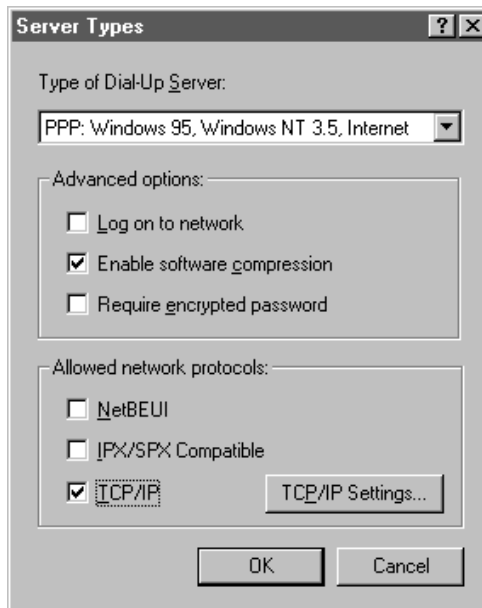 Server Types
Type of Dial-Up Server:
PPP: Windows 95, Windows NT 3.5, Internet
Advanced options:
Log on to network
Enable software compression
Require encrypted password
Allowed network protocols:
NetBEUI
IPX/SPX Compatible
TCP/IP TCP/IP Settings...
OK Cancel